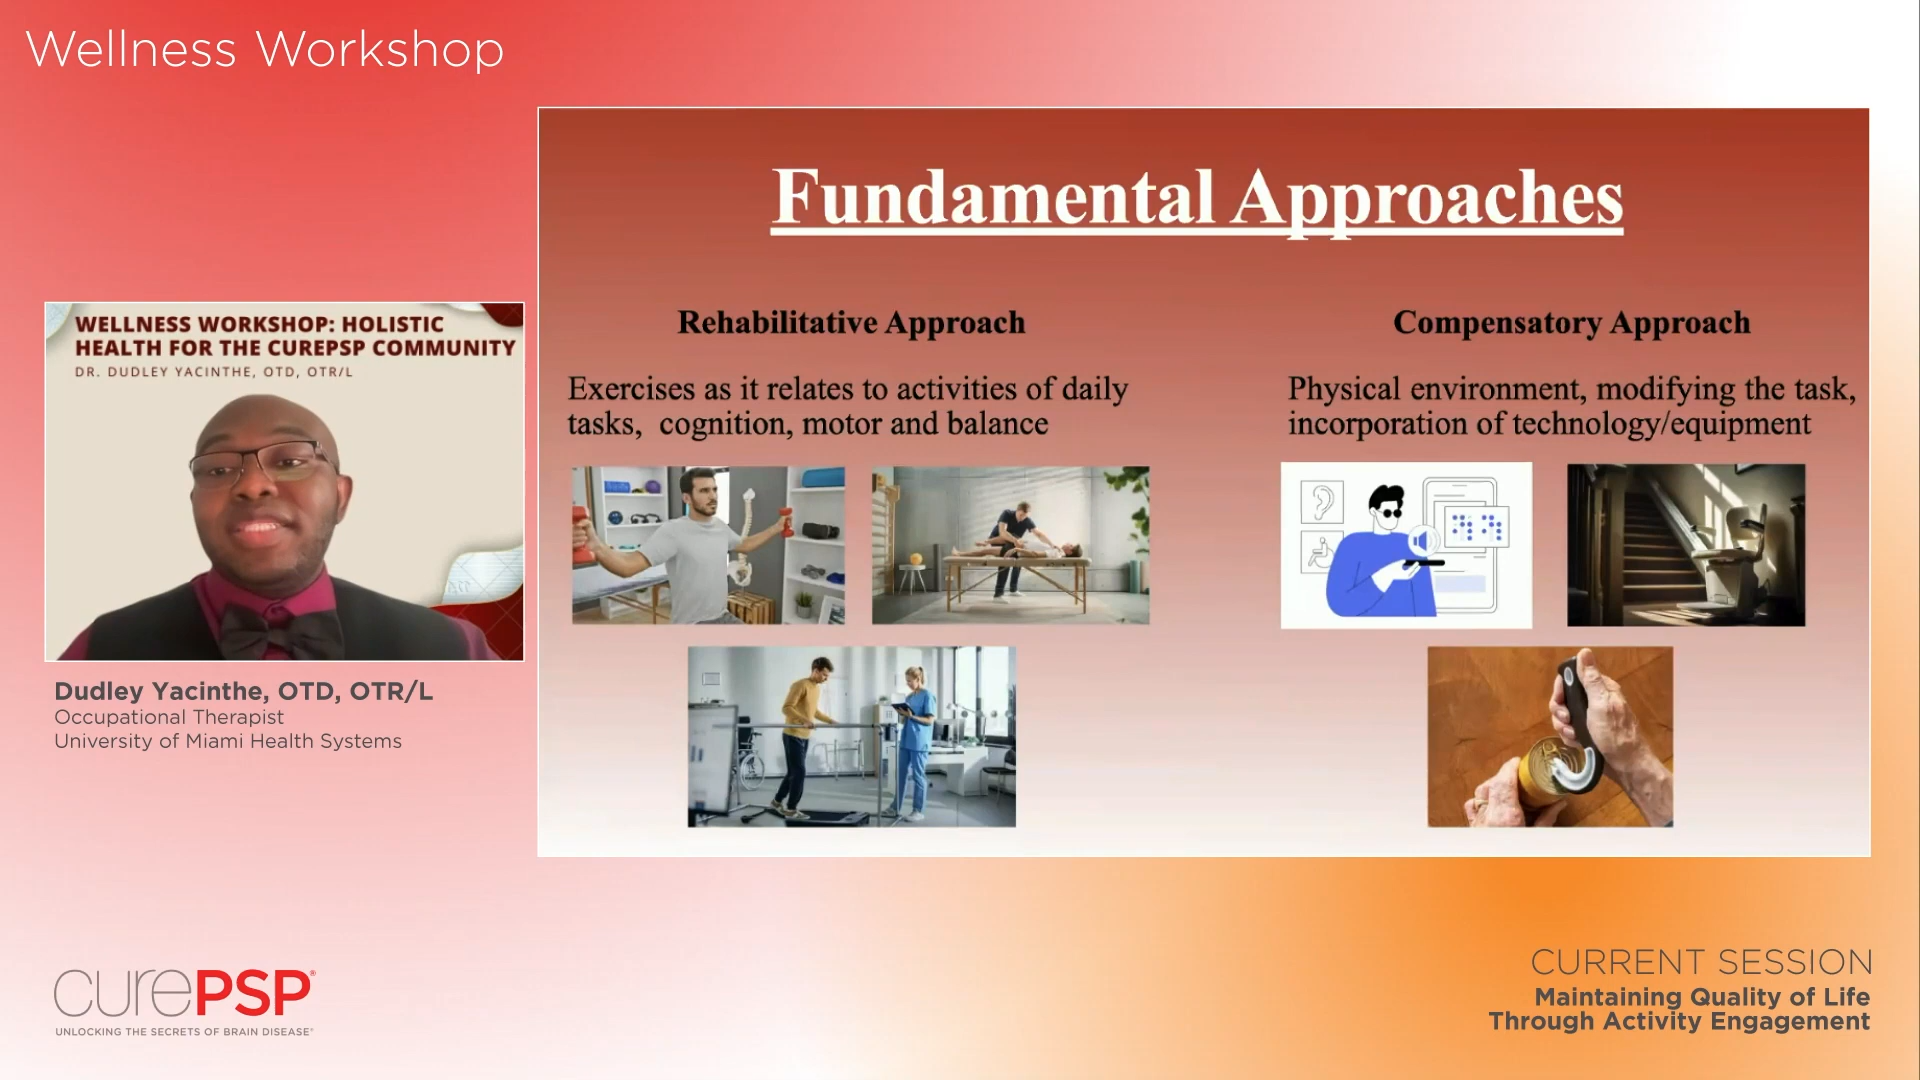 Wellness Workshop
WELLNESS WORKSHOP: HOLISTIC
HEALTH FOR THE CUREPSP COMMUNITY
DR. DUDLEY YACINTHE, OTD, OTR/L
Dudley Yacinthe, OTD, OTR/L
Occupational Therapist
University of Miami Health Systems
Fundamental Approaches
Rehabilitative Approach
Exercises as it relates to activities of daily
tasks, cognition, motor and balance
Compensatory Approach
Physical environment, modifying the task,
incorporation of technology/equipment
curePSP®
UNLOCKING THE SECRETS OF BRAIN DISEASE®
CURRENT SESSION
Maintaining Quality of Life
Through Activity Engagement